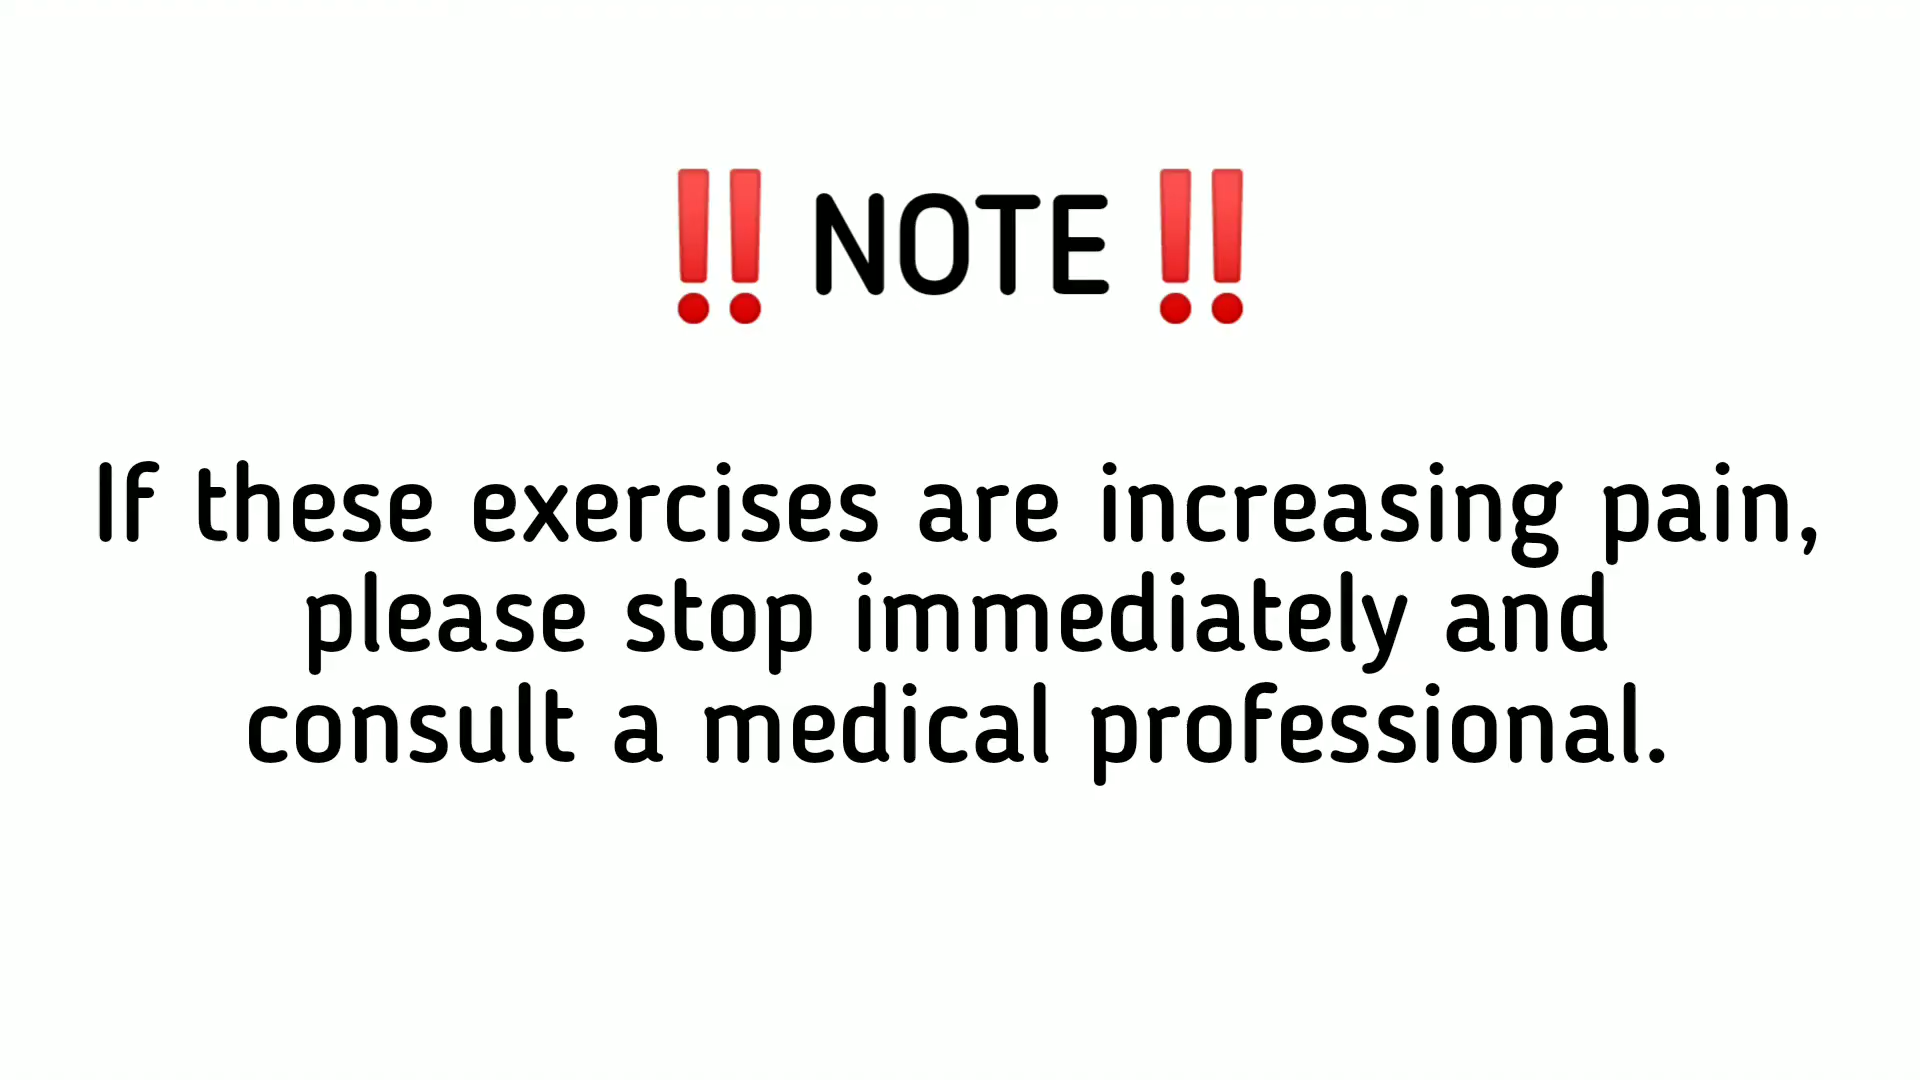 ‼️ NOTE ‼️
If these exercises are increasing pain,
please stop immediately and
consult a medical professional.